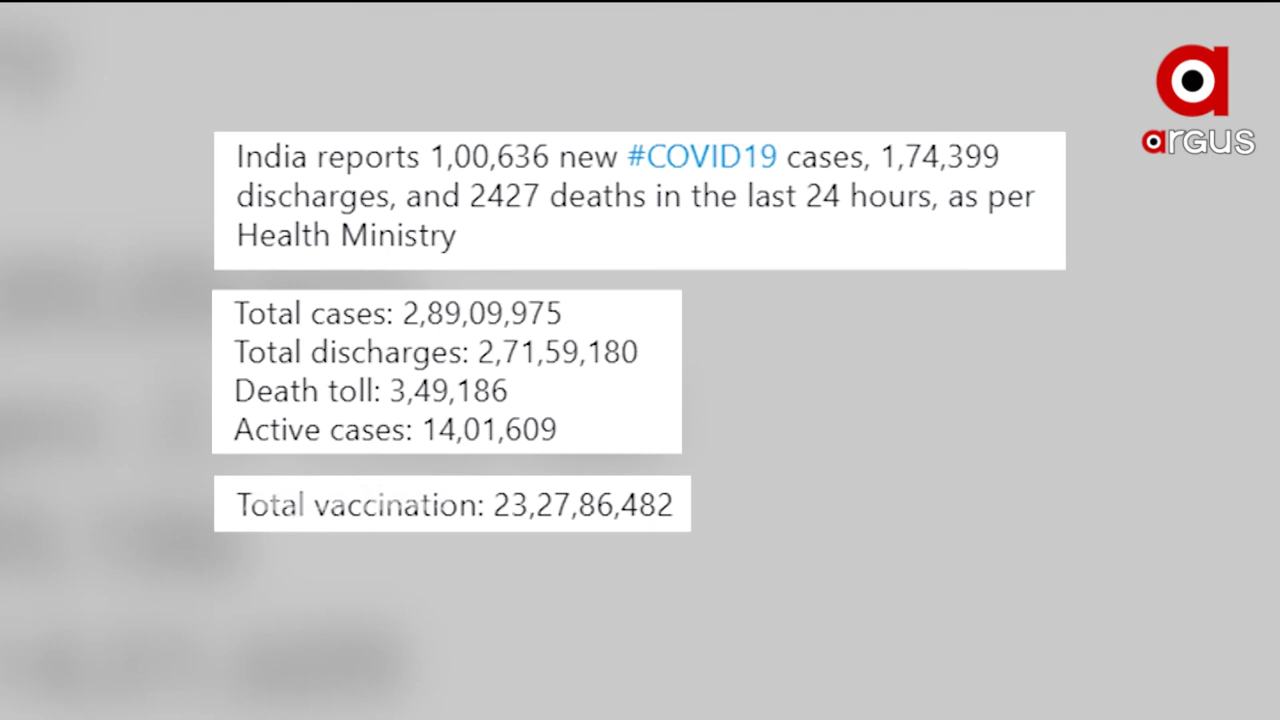 India reports 1,00,636 new #COVID19 cases, 1,74,399
discharges, and 2427 deaths in the last 24 hours, as per
Health Ministry
Total cases: 2,89,09,975
Total discharges: 2,71,59,180
Death toll: 3,49,186
Active cases: 14,01,609
Total vaccination: 23,27,86,482
a
argus